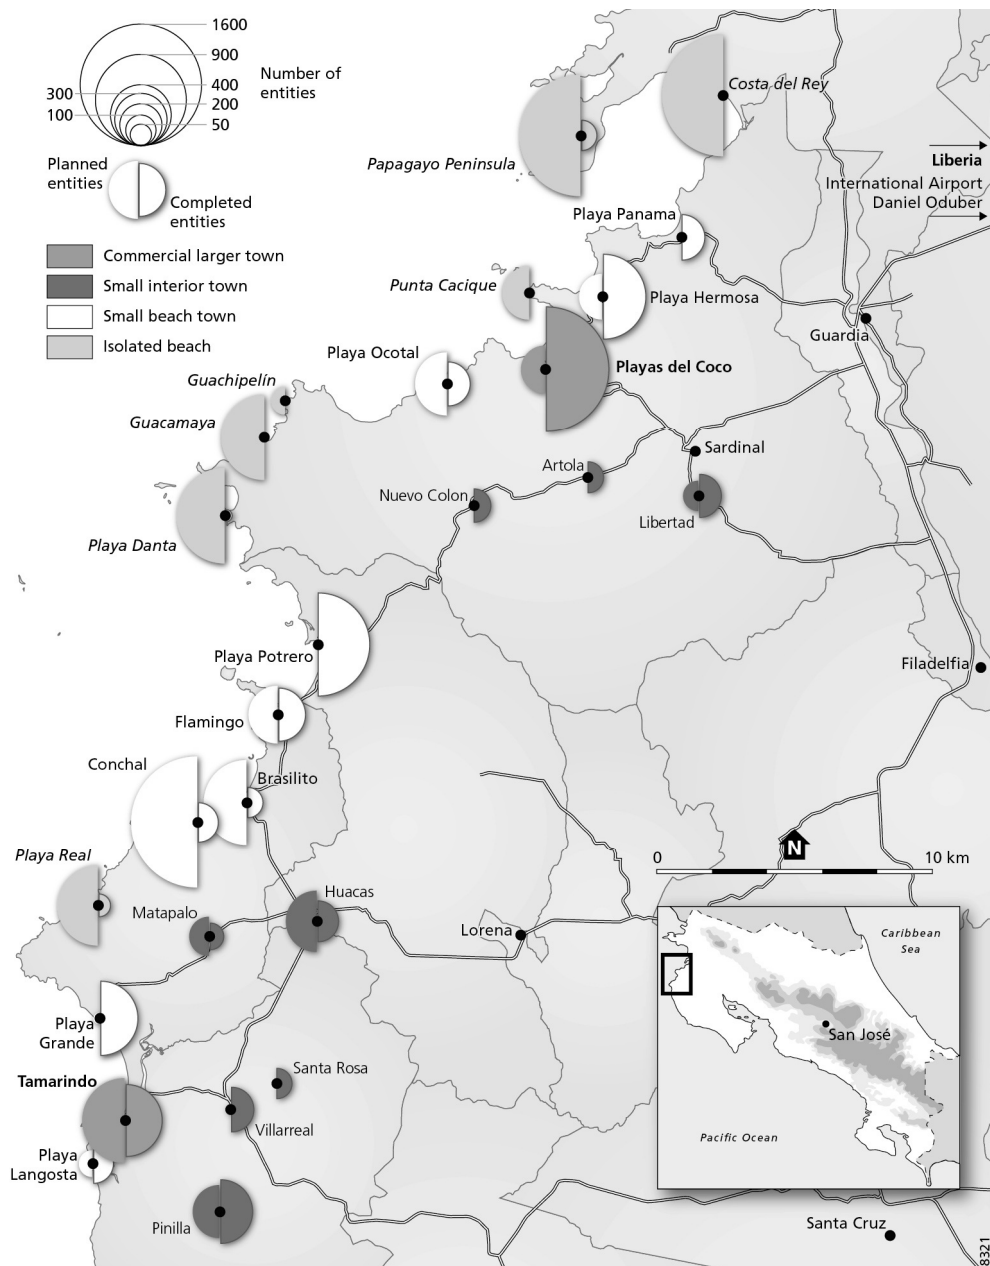 1600
900
400
300
200
100
50
Number of
entities
Planned
entities
Completed
entities
Commercial larger town
Small interior town
Small beach town
Isolated beach
Costa del Rey
Papagayo Peninsula
Liberia
International Airport
Daniel Oduber
Playa Panama
Punta Cacique
Playa Hermosa
Guardia
Playa Ocotal
Playas del Coco
Guachipelín
Guacamaya
Sardinal
Artola
Nuevo Colon
Libertad
Playa Danta
Playa Potrero
Filadelfia
Flamingo
Conchal
Brasilito
N
0
10 km
Playa Real
Huacas
Matapalo
Lorena
Caribbean
Sea
San José
Pacific Ocean
Playa
Grande
Tamarindo
Santa Rosa
Villarreal
Playa
Langosta
Pinilla
Santa Cruz
8321